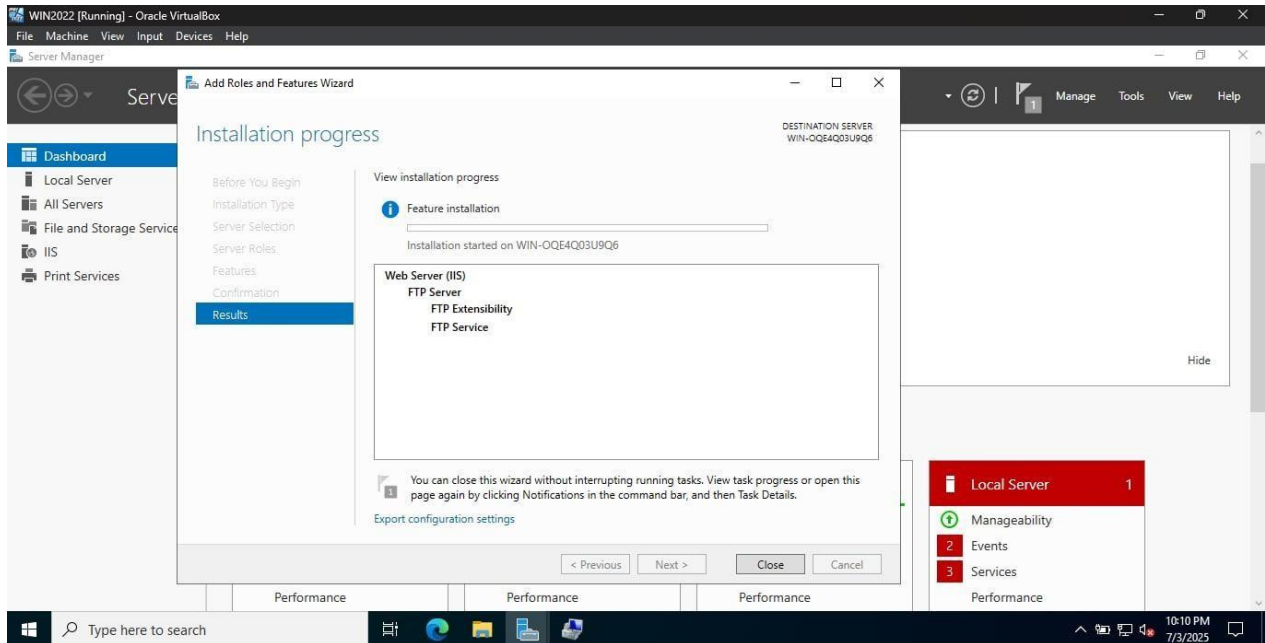 WIN2022 [Running] - Oracle VirtualBox
File Machine View Input Devices Help
Server Manager
Serve
1
Manage Tools View Help
Dashboard
Local Server
All Servers
File and Storage Service
IIS
Print Services
Add Roles and Features Wizard
Installation progress
DESTINATION SERVER
WIN-OQE4Q03U9Q6
Before You Begin
Installation Type
Server Selection
Server Roles
Features
Confirmation
Results
View installation progress
Feature installation
Installation started on WIN-OQE4Q03U9Q6
Web Server (IIS)
FTP Server
FTP Extensibility
FTP Service
1
You can close this wizard without interrupting running tasks. View task progress or open this
page again by clicking Notifications in the command bar, and then Task Details.
Export configuration settings
< Previous Next > Close Cancel
Hide
Local Server 1
Manageability
2 Events
3 Services
Performance
Performance Performance Performance
Type here to search
10:10 PM
7/3/2025